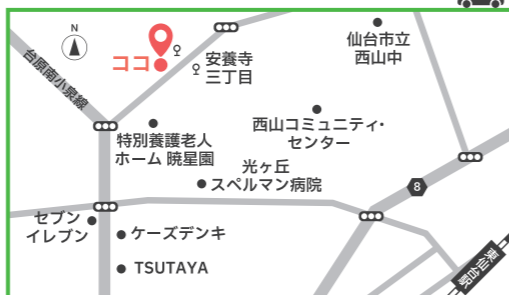 N
台原南小泉線
ココ
安養寺
三丁目
仙台市立
西山中
特別養護老人
ホーム 暁星園
西山コミュニティ・
センター
光ヶ丘
スペルマン病院
8
セブン
イレブン
ケーズデンキ
TSUTAYA
東仙台駅